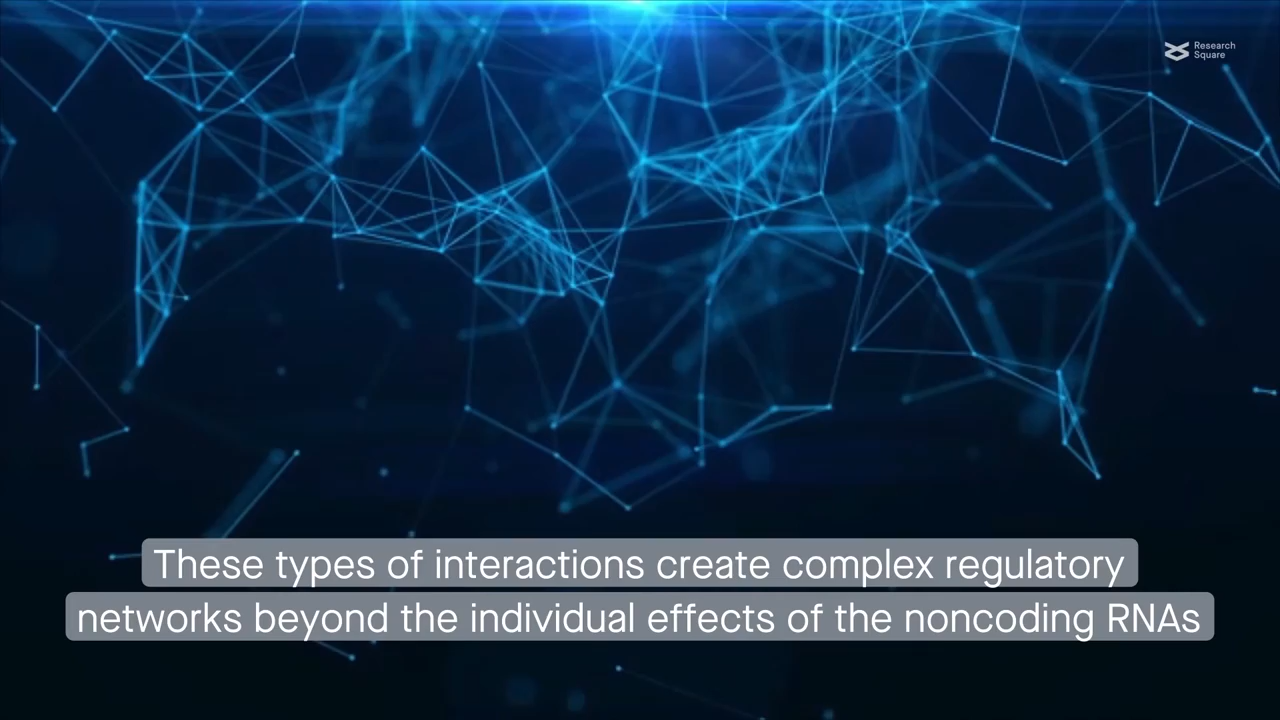 Research
Square
These types of interactions create complex regulatory
networks beyond the individual effects of the noncoding RNAs